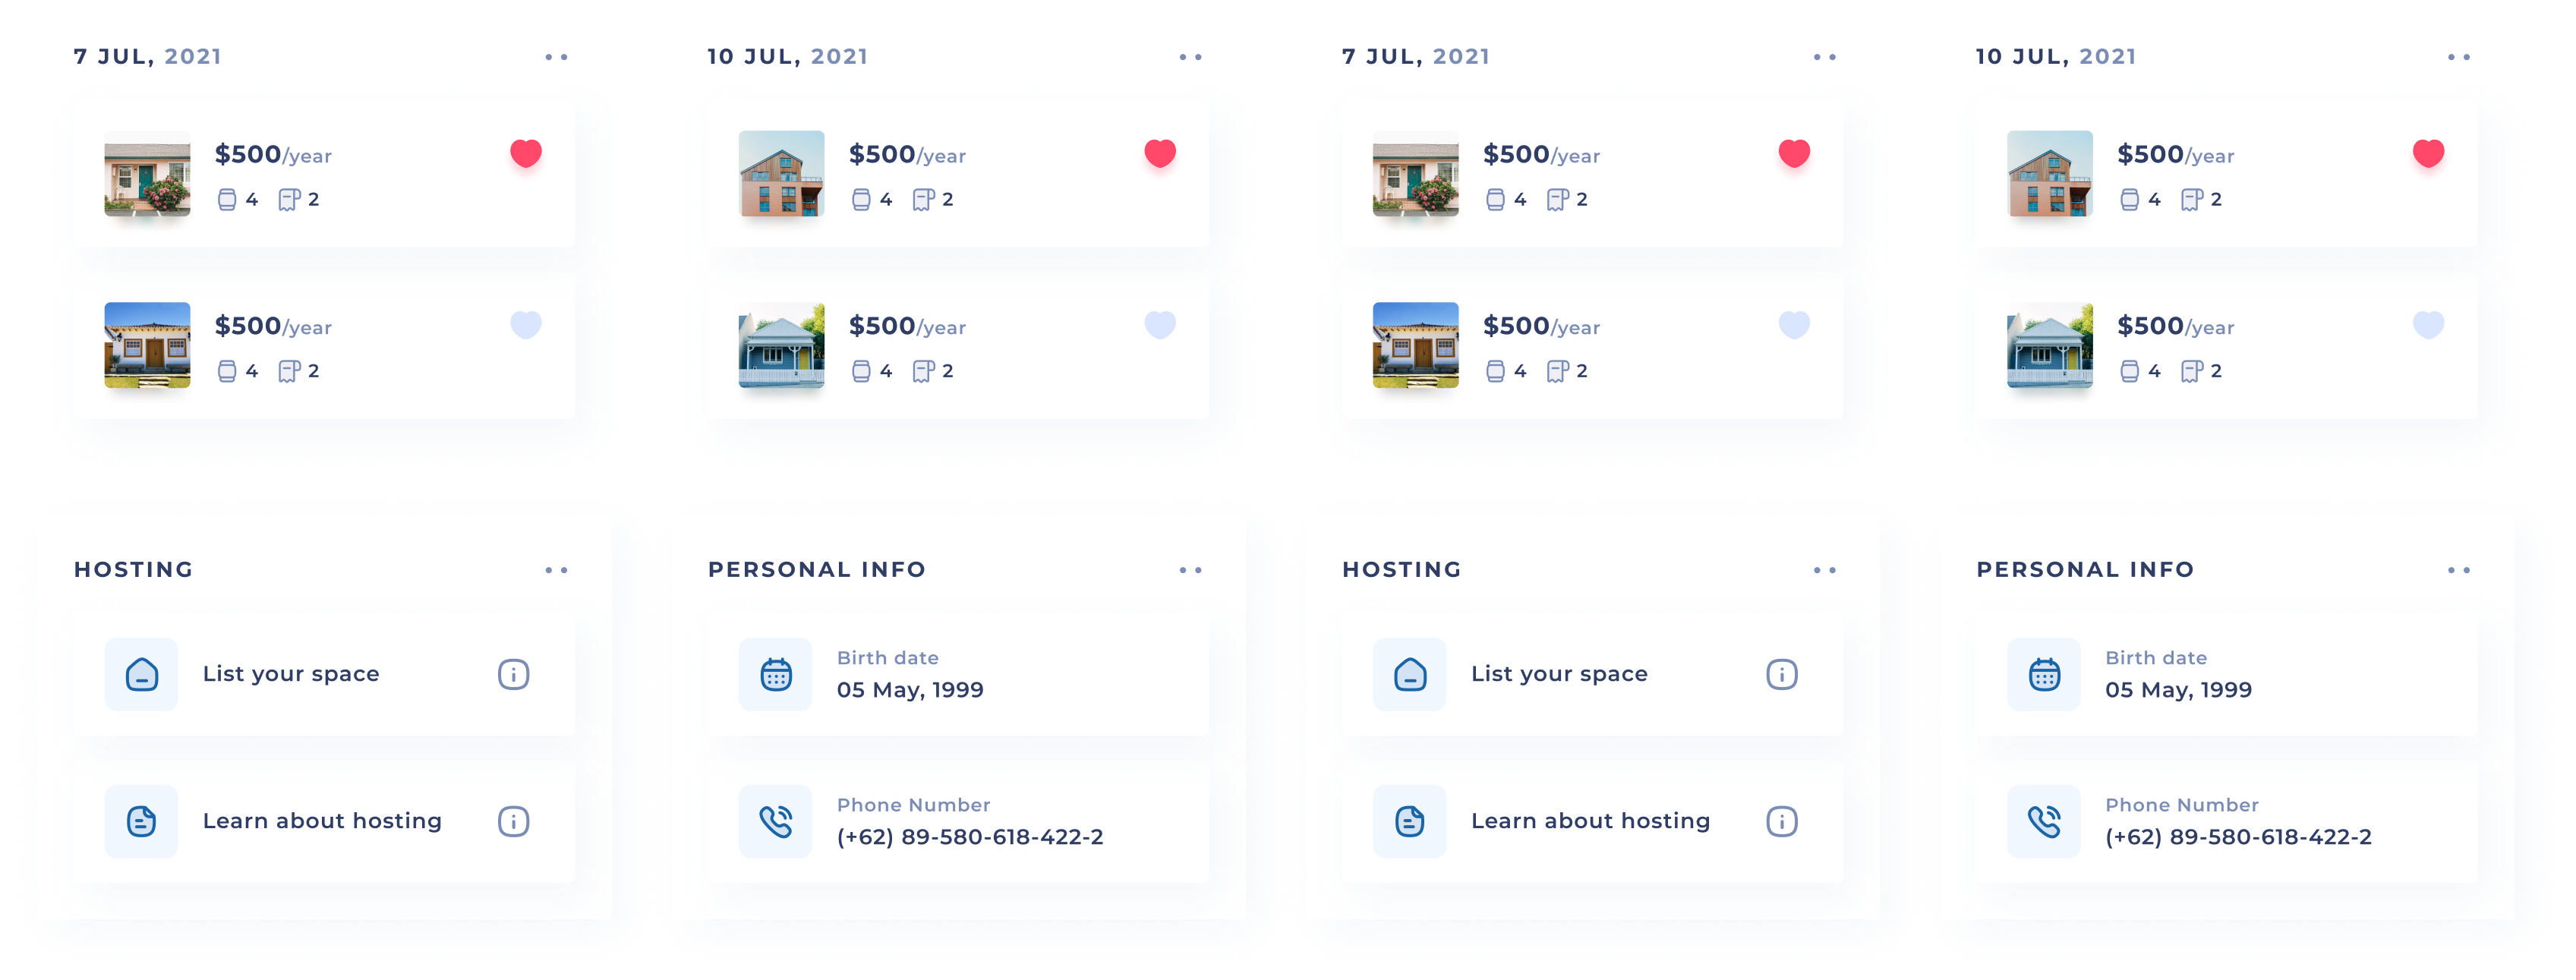 7 JUL, 2021
10 JUL, 2021
7 JUL, 2021
10 JUL, 2021
$500/year
4 2
$500/year
4 2
$500/year
4 2
$500/year
4 2
$500/year
4 2
$500/year
4 2
$500/year
4 2
$500/year
4 2
HOSTING
List your space
Learn about hosting
PERSONAL INFO
Birth date
05 May, 1999
Phone Number
(+62) 89-580-618-422-2
HOSTING
List your space
Learn about hosting
PERSONAL INFO
Birth date
05 May, 1999
Phone Number
(+62) 89-580-618-422-2